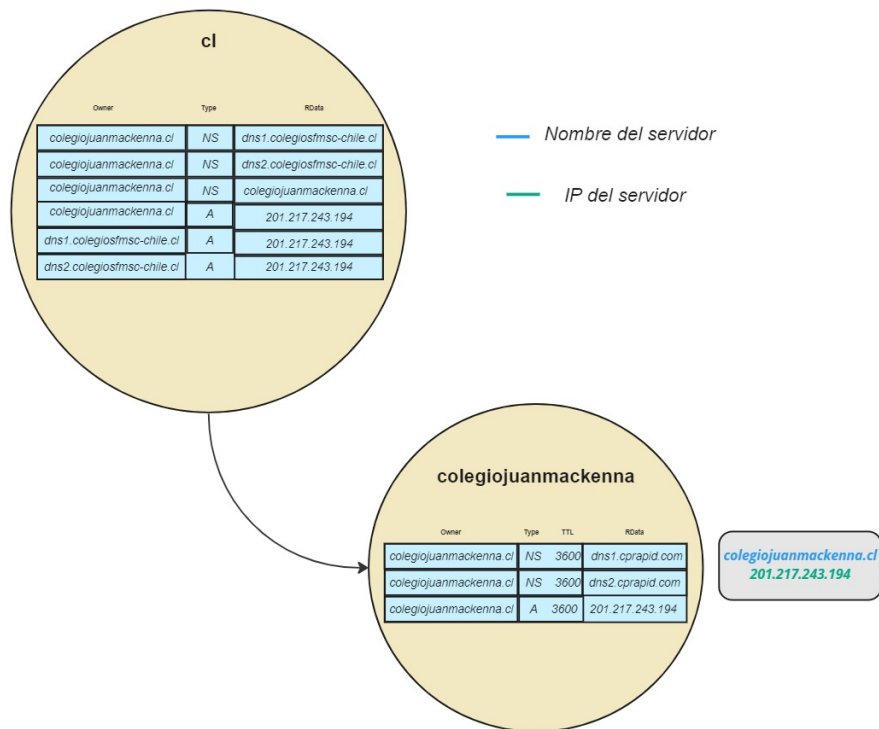 cl
Owner Type RData
colegiojuanmackenna.cl NS dns1.colegiosfmsc-chile.cl
colegiojuanmackenna.cl NS dns2.colegiosfmsc-chile.cl
colegiojuanmackenna.cl NS colegiojuanmackenna.cl
colegiojuanmackenna.cl A 201.217.243.194
dns1.colegiosfmsc-chile.cl A 201.217.243.194
dns2.colegiosfmsc-chile.cl A 201.217.243.194
Nombre del servidor
IP del servidor
colegiojuanmackenna
Owner Type TTL RData
colegiojuanmackenna.cl NS 3600 dns1.cprapid.com
colegiojuanmackenna.cl NS 3600 dns2.cprapid.com
colegiojuanmackenna.cl A 3600 201.217.243.194
colegiojuanmackenna.cl
201.217.243.194